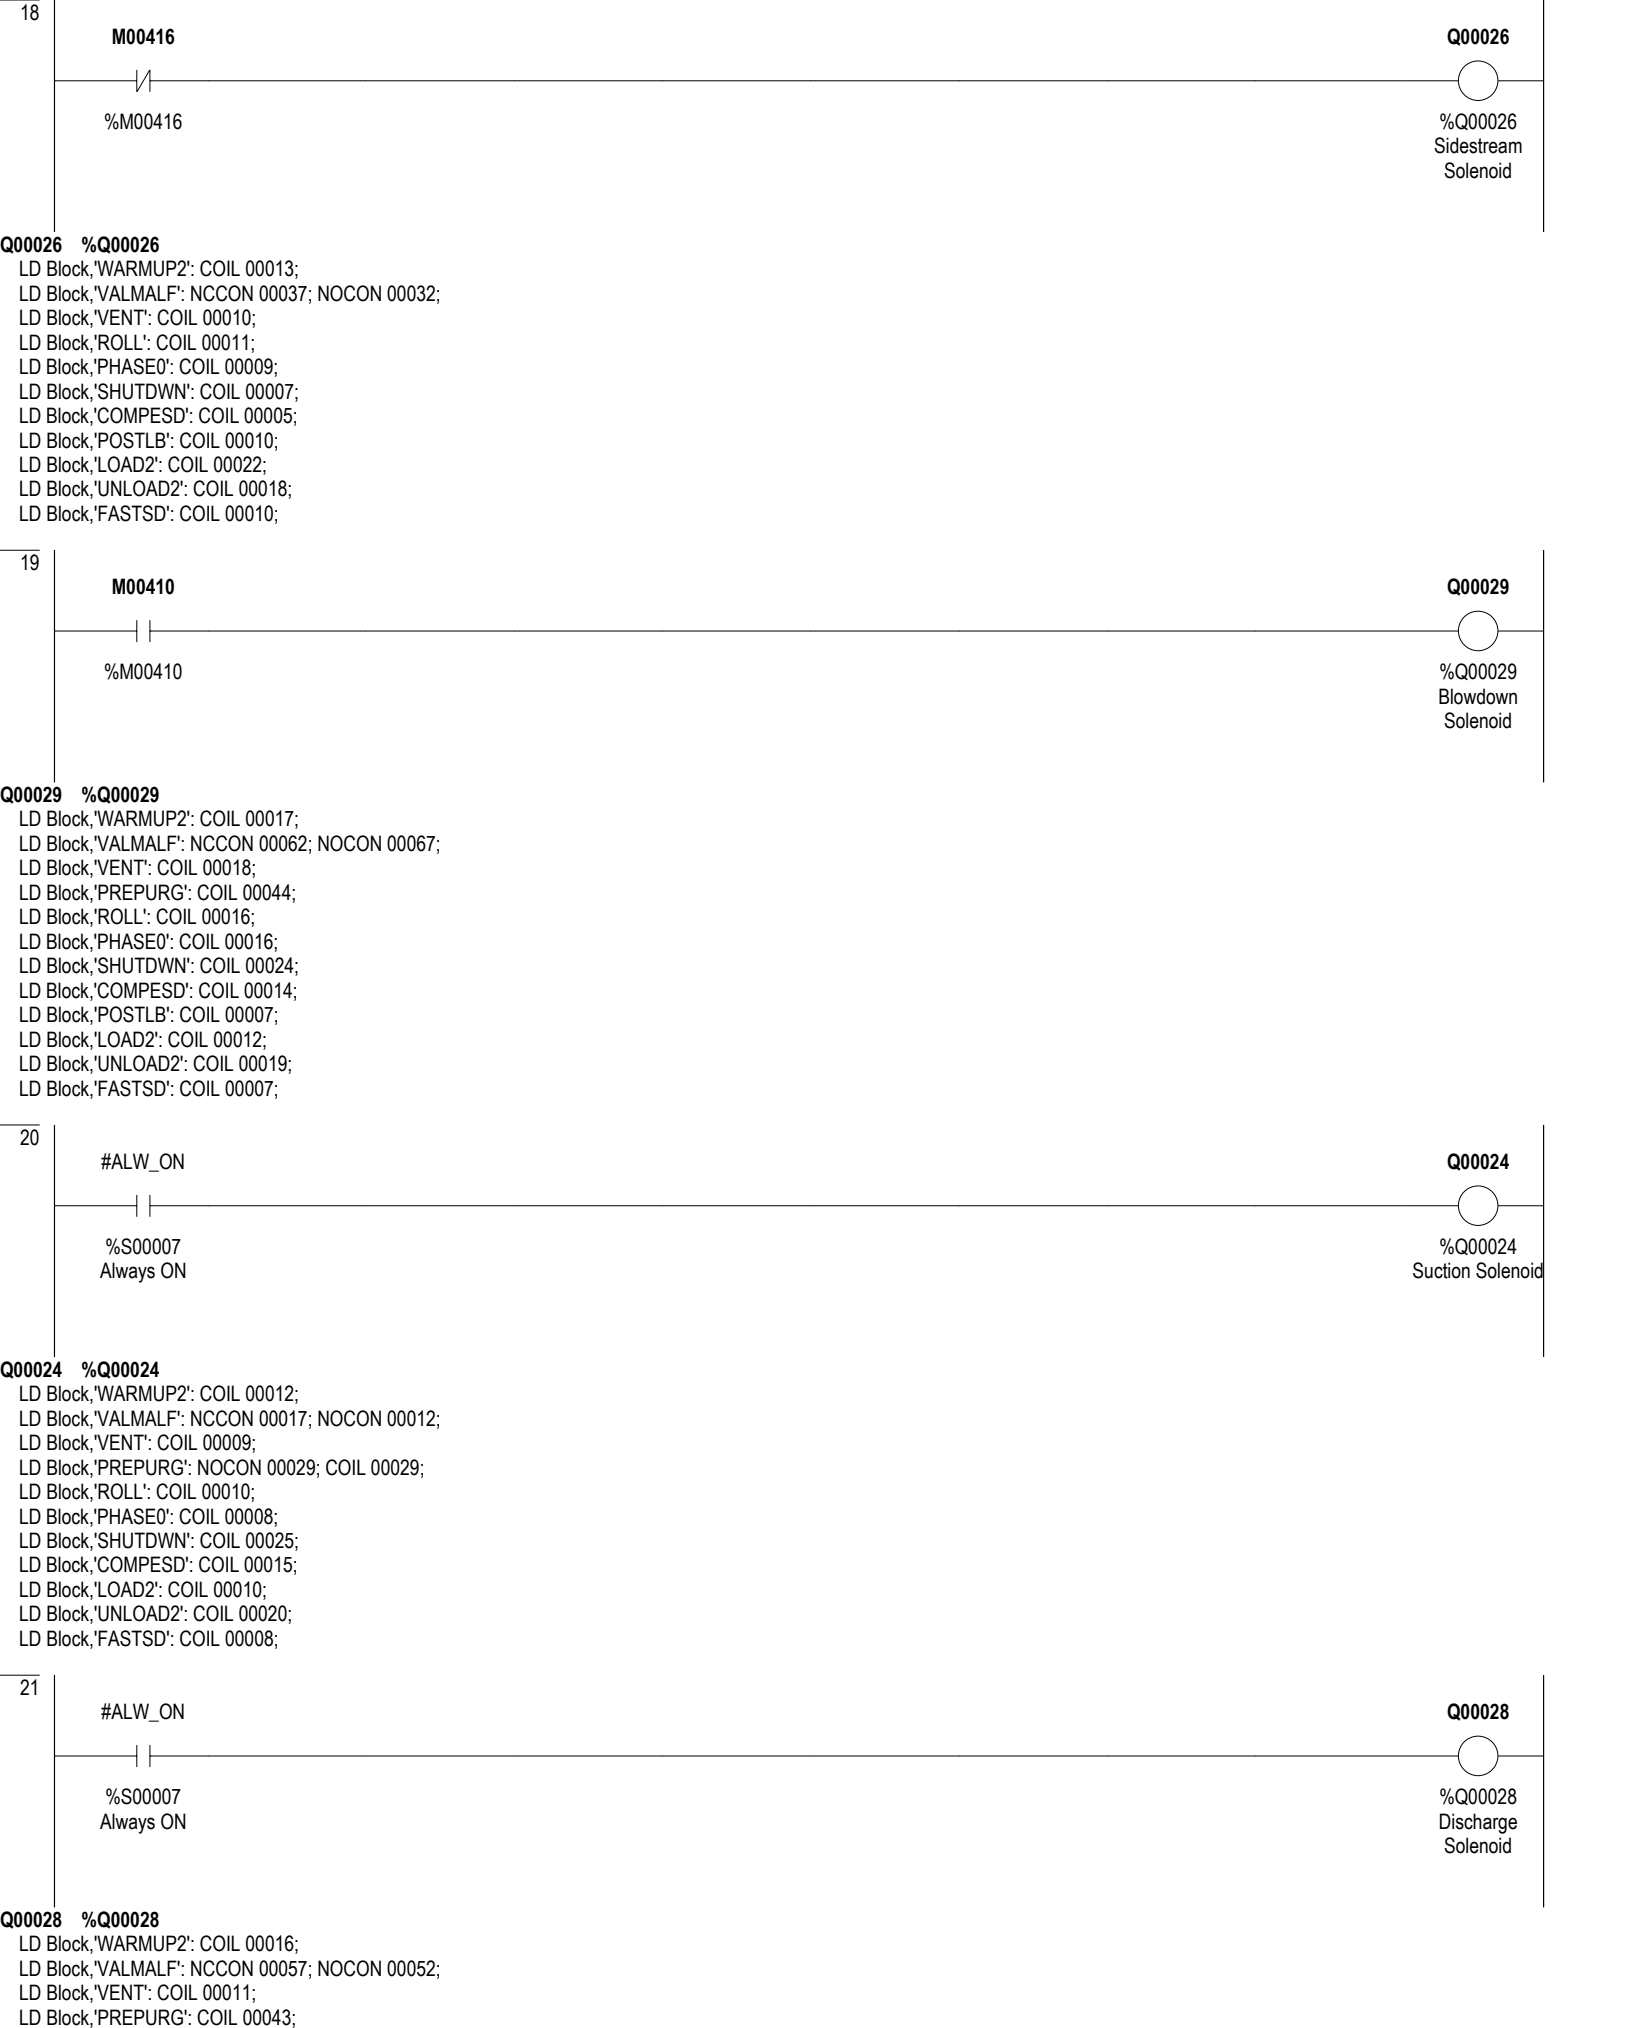 18
M00416 Q00026
%M00416 %Q00026
Sidestream
Solenoid
Q00026 %Q00026
LD Block,'WARMUP2': COIL 00013;
LD Block,'VALMALF': NCCON 00037; NOCON 00032;
LD Block,'VENT': COIL 00010;
LD Block,'ROLL': COIL 00011;
LD Block,'PHASE0': COIL 00009;
LD Block,'SHUTDWN': COIL 00007;
LD Block,'COMPESD': COIL 00005;
LD Block,'POSTLB': COIL 00010;
LD Block,'LOAD2': COIL 00022;
LD Block,'UNLOAD2': COIL 00018;
LD Block,'FASTSD': COIL 00010;
19
M00410 Q00029
%M00410 %Q00029
Blowdown
Solenoid
Q00029 %Q00029
LD Block,'WARMUP2': COIL 00017;
LD Block,'VALMALF': NCCON 00062; NOCON 00067;
LD Block,'VENT': COIL 00018;
LD Block,'PREPURG': COIL 00044;
LD Block,'ROLL': COIL 00016;
LD Block,'PHASE0': COIL 00016;
LD Block,'SHUTDWN': COIL 00024;
LD Block,'COMPESD': COIL 00014;
LD Block,'POSTLB': COIL 00007;
LD Block,'LOAD2': COIL 00012;
LD Block,'UNLOAD2': COIL 00019;
LD Block,'FASTSD': COIL 00007;
20
#ALW_ON Q00024
%S00007 %Q00024
Always ON Suction Solenoid
Q00024 %Q00024
LD Block,'WARMUP2': COIL 00012;
LD Block,'VALMALF': NCCON 00017; NOCON 00012;
LD Block,'VENT': COIL 00009;
LD Block,'PREPURG': NOCON 00029; COIL 00029;
LD Block,'ROLL': COIL 00010;
LD Block,'PHASE0': COIL 00008;
LD Block,'SHUTDWN': COIL 00025;
LD Block,'COMPESD': COIL 00015;
LD Block,'LOAD2': COIL 00010;
LD Block,'UNLOAD2': COIL 00020;
LD Block,'FASTSD': COIL 00008;
21
#ALW_ON Q00028
%S00007 %Q00028
Always ON Discharge
Solenoid
Q00028 %Q00028
LD Block,'WARMUP2': COIL 00016;
LD Block,'VALMALF': NCCON 00057; NOCON 00052;
LD Block,'VENT': COIL 00011;
LD Block,'PREPURG': COIL 00043;